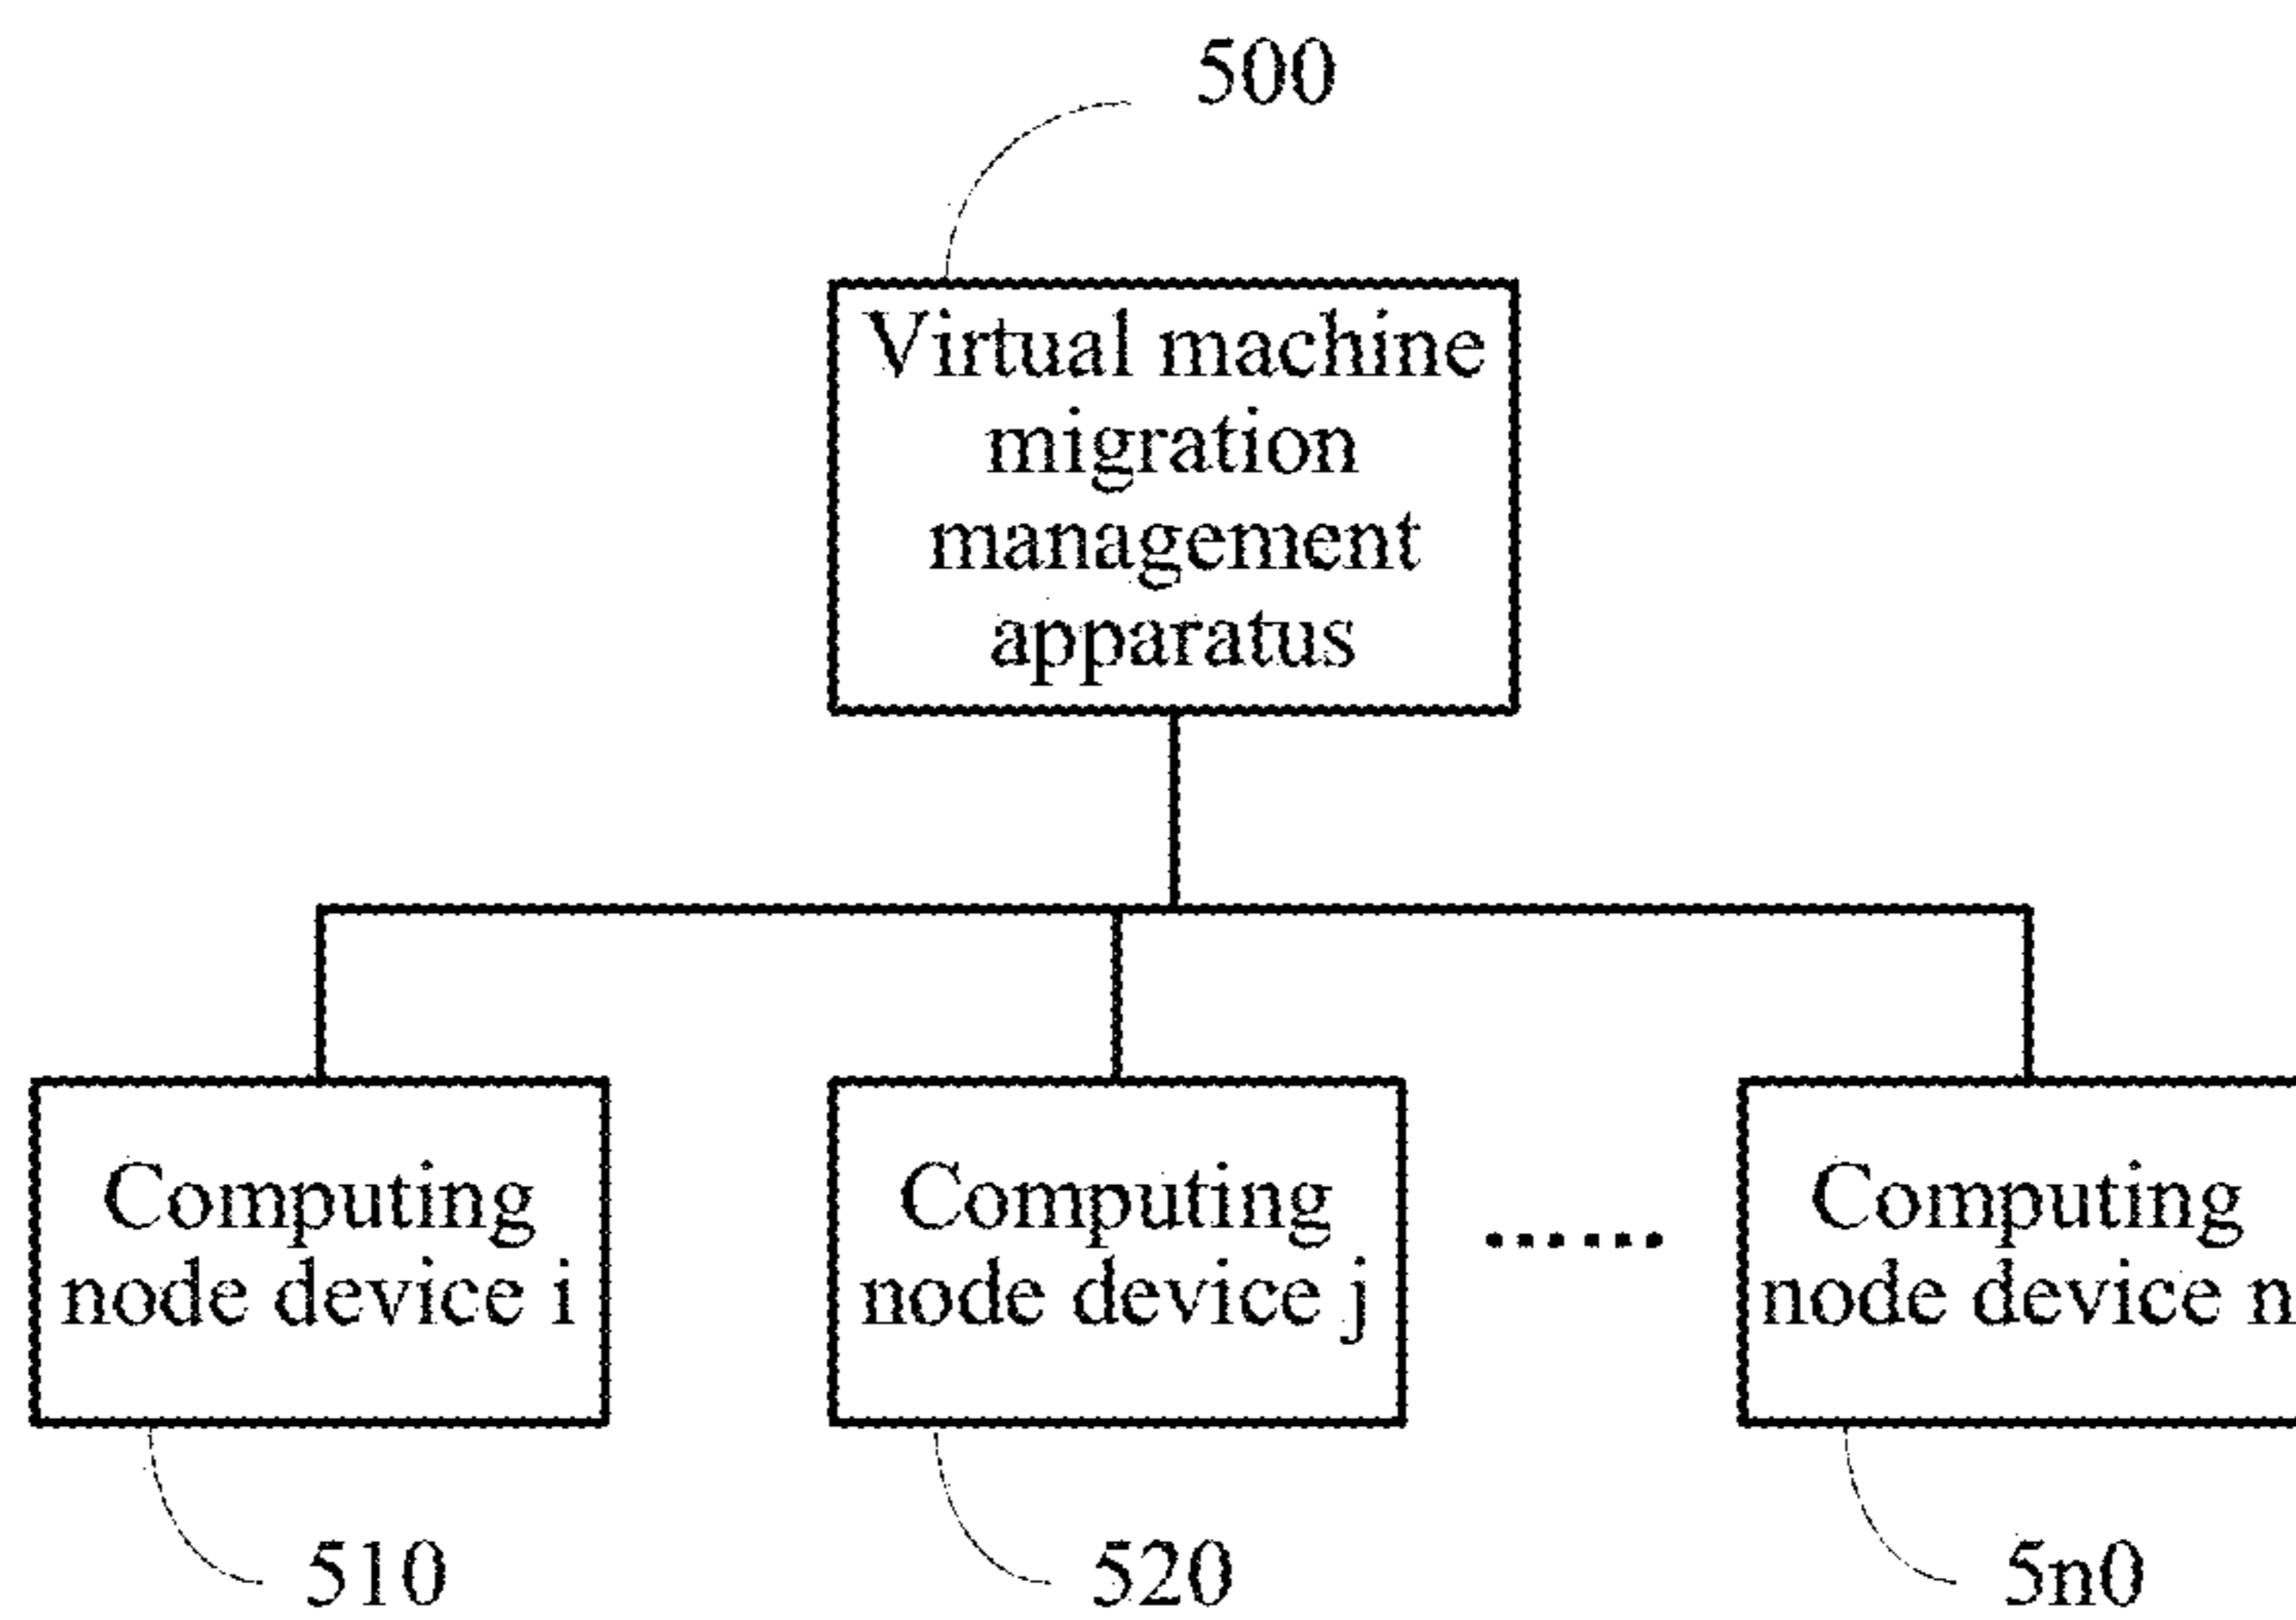 500
Virtual machine
migration
management
apparatus
Computing
node device i
Computing
node device j
......
Computing
node device n
510
520
5n0